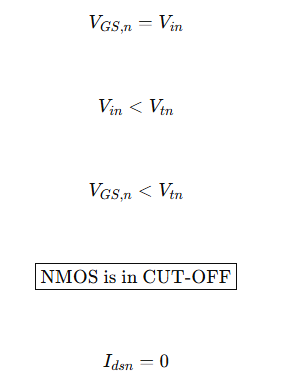 V_{GS,n} = V_{in}
V_{in} < V_{tn}
V_{GS,n} < V_{tn}
NMOS is in CUT-OFF
I_{dsn} = 0